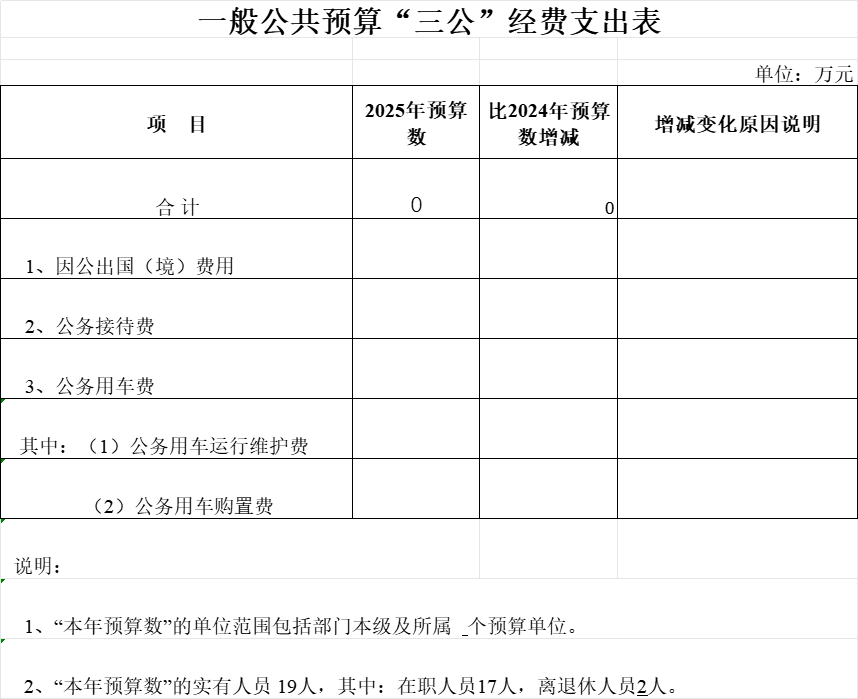 一般公共预算“三公”经费支出表
单位：万元
项 目
2025年预算
数
比2024年预算
数增减
增减变化原因说明
合 计
0
0
1、因公出国（境）费用
2、公务接待费
3、公务用车费
其中：（1）公务用车运行维护费
（2）公务用车购置费
说明：
1、“本年预算数”的单位范围包括部门本级及所属 _个预算单位。
2、“本年预算数”的实有人员 19人，其中：在职人员17人，离退休人员2人。